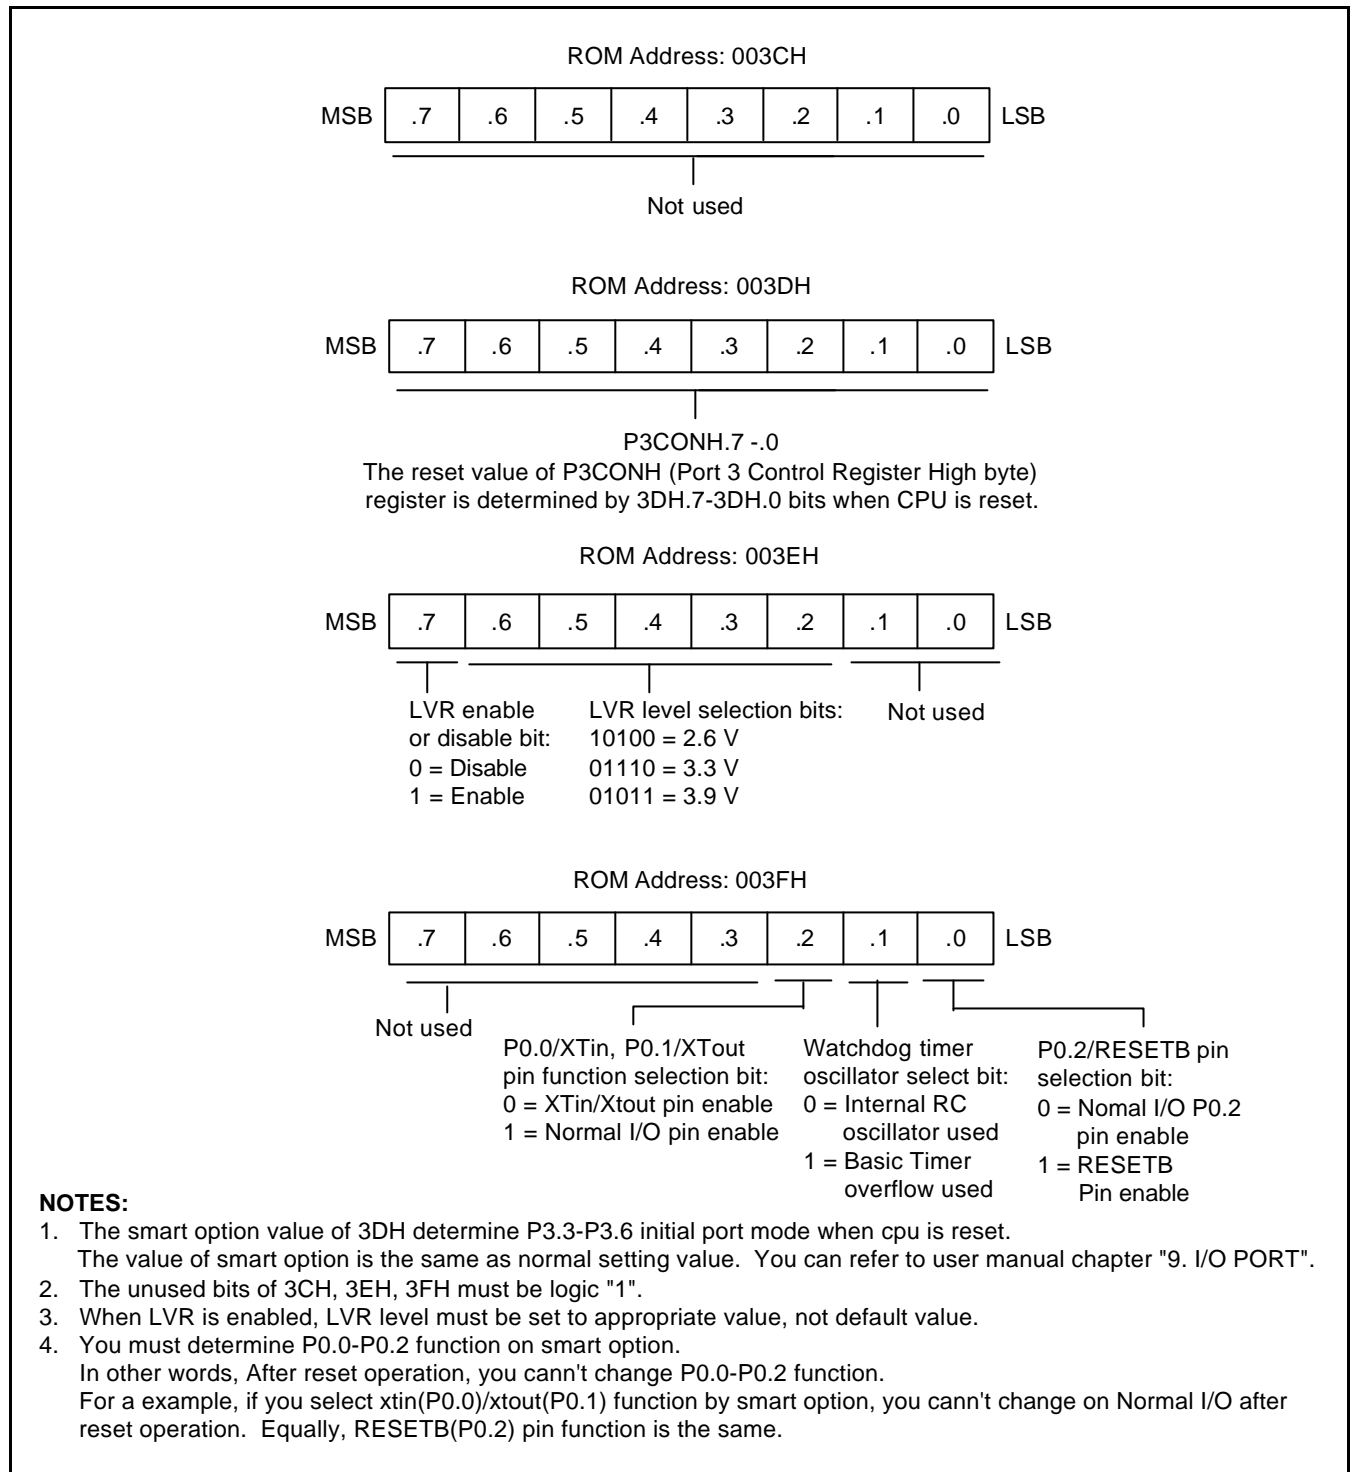 ROM Address: 003CH
MSB .7 .6 .5 .4 .3 .2 .1 .0 LSB
Not used
ROM Address: 003DH
MSB .7 .6 .5 .4 .3 .2 .1 .0 LSB
P3CONH.7 -.0
The reset value of P3CONH (Port 3 Control Register High byte)
register is determined by 3DH.7-3DH.0 bits when CPU is reset.
ROM Address: 003EH
MSB .7 .6 .5 .4 .3 .2 .1 .0 LSB
LVR enable
or disable bit:
0 = Disable
1 = Enable
LVR level selection bits:
10100 = 2.6 V
01110 = 3.3 V
01011 = 3.9 V
Not used
ROM Address: 003FH
MSB .7 .6 .5 .4 .3 .2 .1 .0 LSB
Not used
P0.0/XTin, P0.1/XTout
pin function selection bit:
0 = XTin/Xtout pin enable
1 = Normal I/O pin enable
Watchdog timer
oscillator select bit:
0 = Internal RC
oscillator used
1 = Basic Timer
overflow used
P0.2/RESETB pin
selection bit:
0 = Nomal I/O P0.2
pin enable
1 = RESETB
Pin enable
NOTES:
1. The smart option value of 3DH determine P3.3-P3.6 initial port mode when cpu is reset.
The value of smart option is the same as normal setting value. You can refer to user manual chapter "9. I/O PORT".
2. The unused bits of 3CH, 3EH, 3FH must be logic "1".
3. When LVR is enabled, LVR level must be set to appropriate value, not default value.
4. You must determine P0.0-P0.2 function on smart option.
In other words, After reset operation, you cann't change P0.0-P0.2 function.
For a example, if you select xtin(P0.0)/xtout(P0.1) function by smart option, you cann't change on Normal I/O after
reset operation. Equally, RESETB(P0.2) pin function is the same.